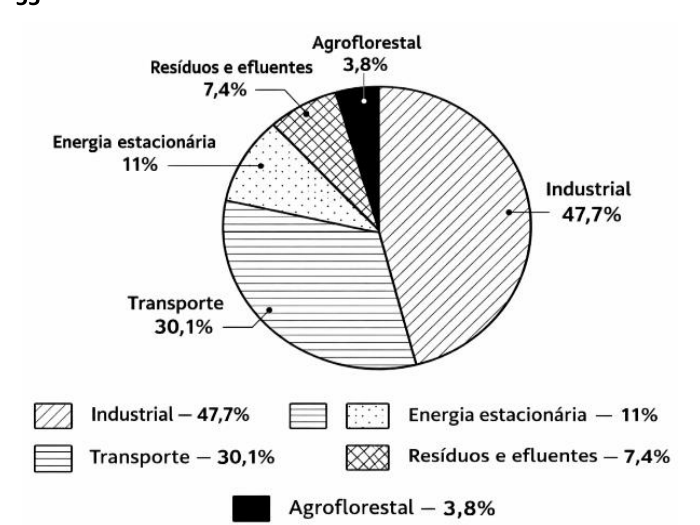 Agroflorestal
3,8%
Resíduos e efluentes
7,4%
Energia estacionária
11%
Industrial
47,7%
Transporte
30,1%
Industrial — 47,7%
Energia estacionária — 11%
Transporte — 30,1%
Resíduos e efluentes — 7,4%
Agroflorestal — 3,8%